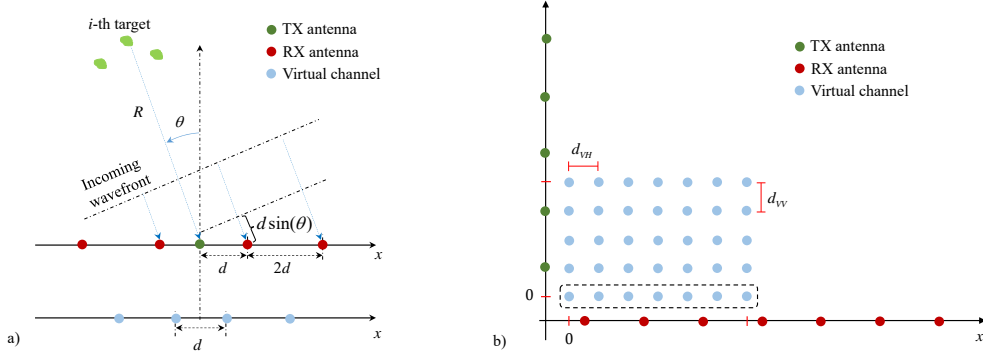 i-th target
TX antenna
RX antenna
Virtual channel
R
θ
Incoming
wavefront
d sin(θ)
x
d
2d
x
d
a)
TX antenna
RX antenna
Virtual channel
d_VH
d_VV
0
0
x
b)